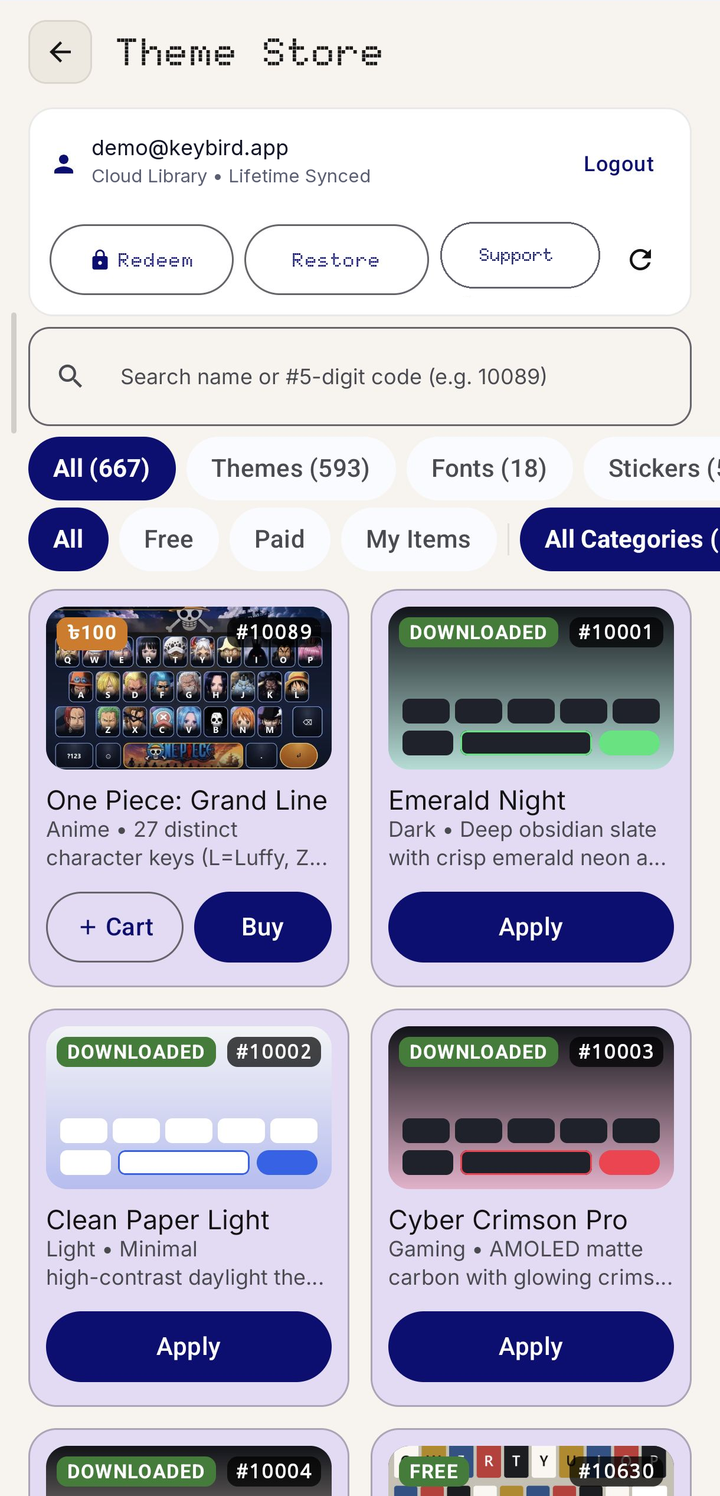 Theme Store
demo@keybird.app
Cloud Library • Lifetime Synced
Logout
Redeem
Restore
Support
Search name or #5-digit code (e.g. 10089)
All (667)
Themes (593)
Fonts (18)
Stickers (5
All
Free
Paid
My Items
All Categories (
৳100
#10089
Q W E R T Y U I O P
A S D F G H J K L
Z X C V B N M
?123
ONE PIECE
One Piece: Grand Line
Anime • 27 distinct
character keys (L=Luffy, Z...
+ Cart
Buy
DOWNLOADED
#10001
Emerald Night
Dark • Deep obsidian slate
with crisp emerald neon a...
Apply
DOWNLOADED
#10002
Clean Paper Light
Light • Minimal
high-contrast daylight the...
Apply
DOWNLOADED
#10003
Cyber Crimson Pro
Gaming • AMOLED matte
carbon with glowing crims...
Apply
DOWNLOADED
#10004
FREE
#10630
R T Y U